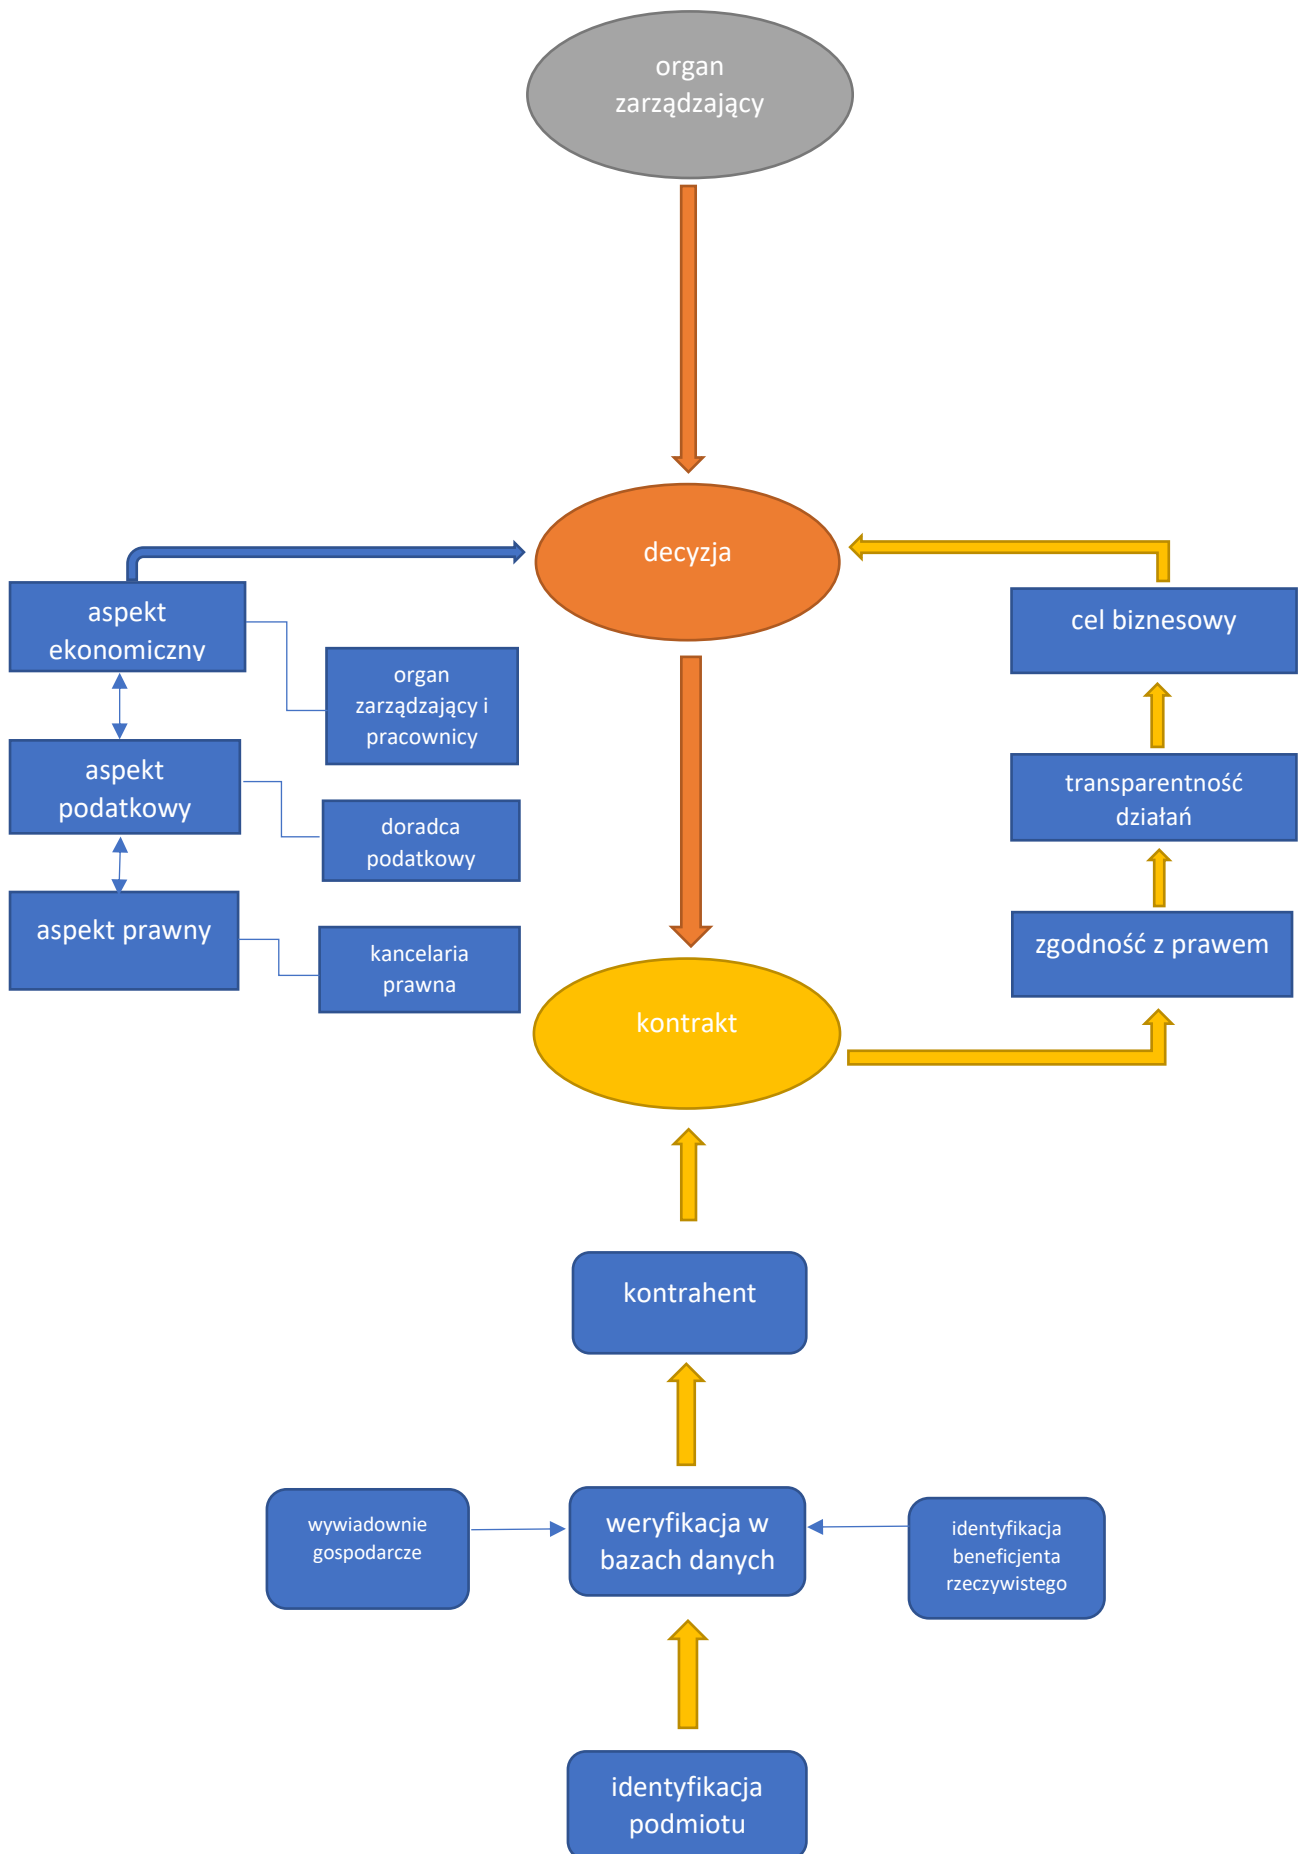 organ
zarządzający
decyzja
aspekt
ekonomiczny
organ
zarządzający i
pracownicy
aspekt
podatkowy
doradca
podatkowy
aspekt prawny
kancelaria
prawna
cel biznesowy
transparentność
działań
zgodność z prawem
kontrakt
kontrahent
wywiadownie
gospodarcze
weryfikacja w
bazach danych
identyfikacja
beneficjenta
rzeczywistego
identyfikacja
podmiotu